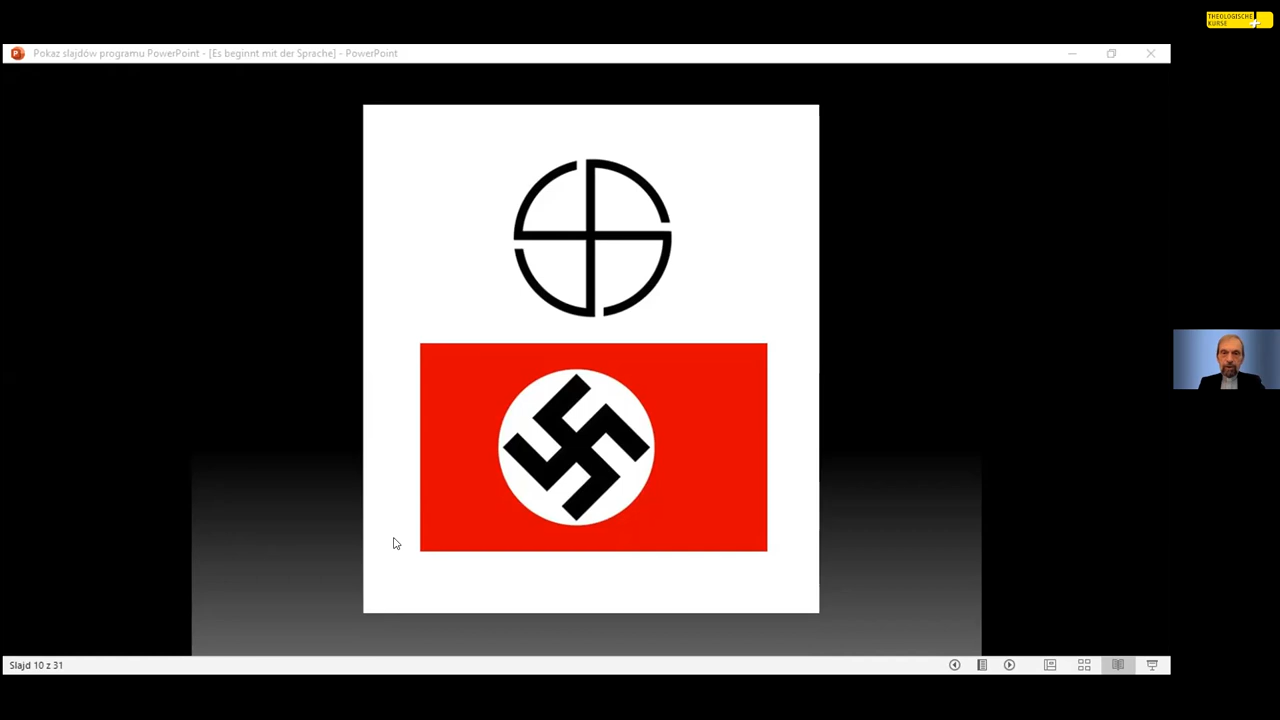 THEOLOGISCHE
KURSE
Pokaz slajdów programu PowerPoint - [Es beginnt mit der Sprache] - PowerPoint
Slajd 10 z 31